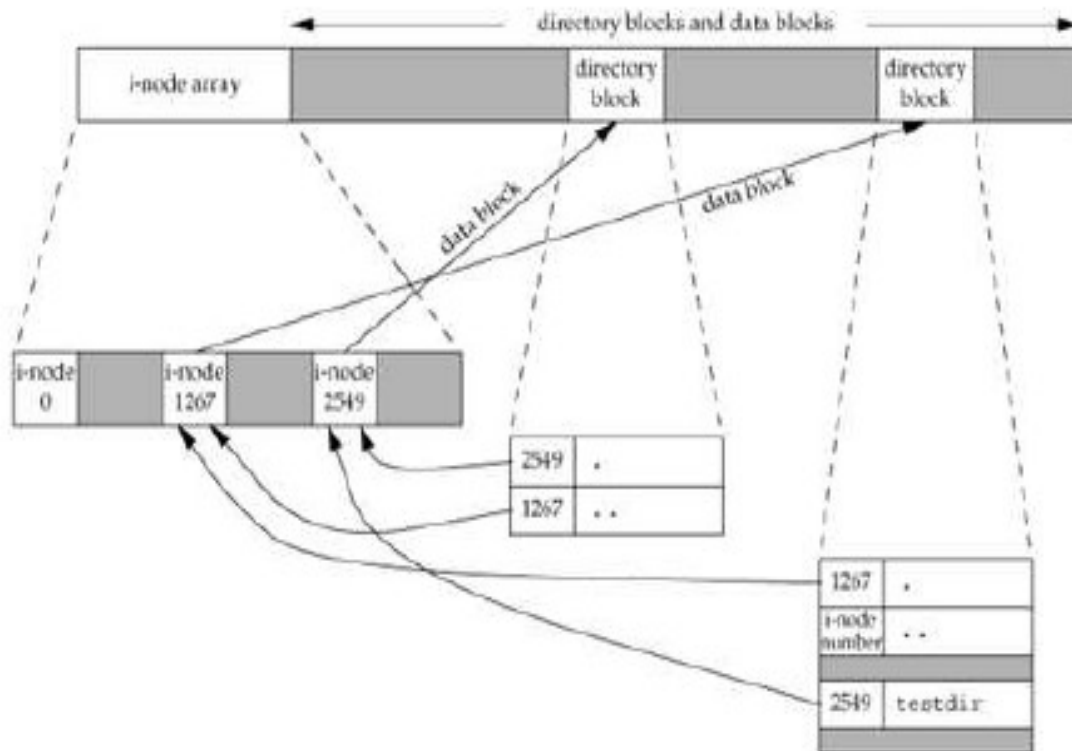 directory blocks and data blocks
i-node array
directory
block
directory
block
data block
data block
i-node
0
i-node
1267
i-node
2549
2549 .
1267 ..
1267 .
i-node
number ..
2549 testdir